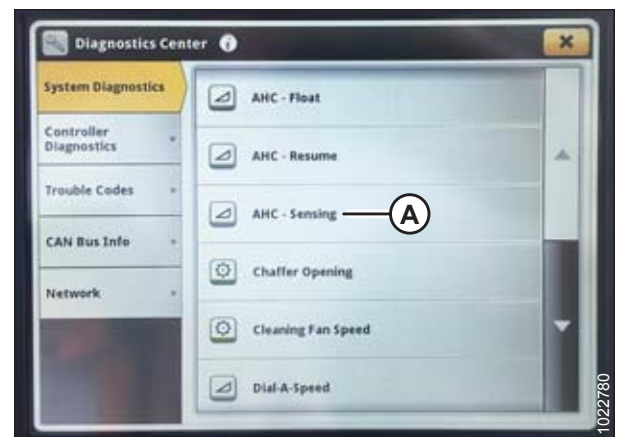 Diagnostics Center i
System Diagnostics
Controller
Diagnostics
Trouble Codes
CAN Bus Info
Network
AHC - Float
AHC - Resume
AHC - Sensing
A
Chaffer Opening
Cleaning Fan Speed
Dial-A-Speed
1022780